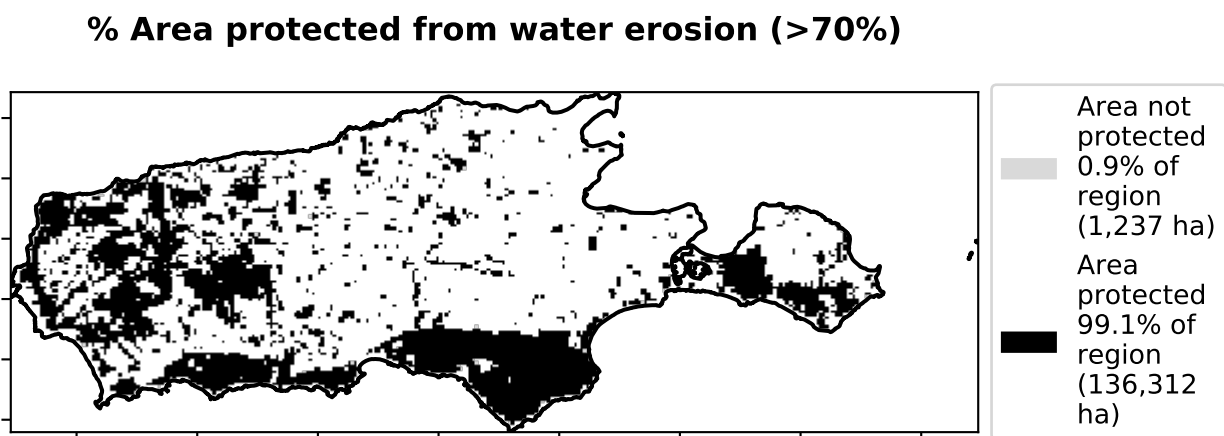 % Area protected from water erosion (>70%)
Area not
protected
0.9% of
region
(1,237 ha)
Area
protected
99.1% of
region
(136,312
ha)